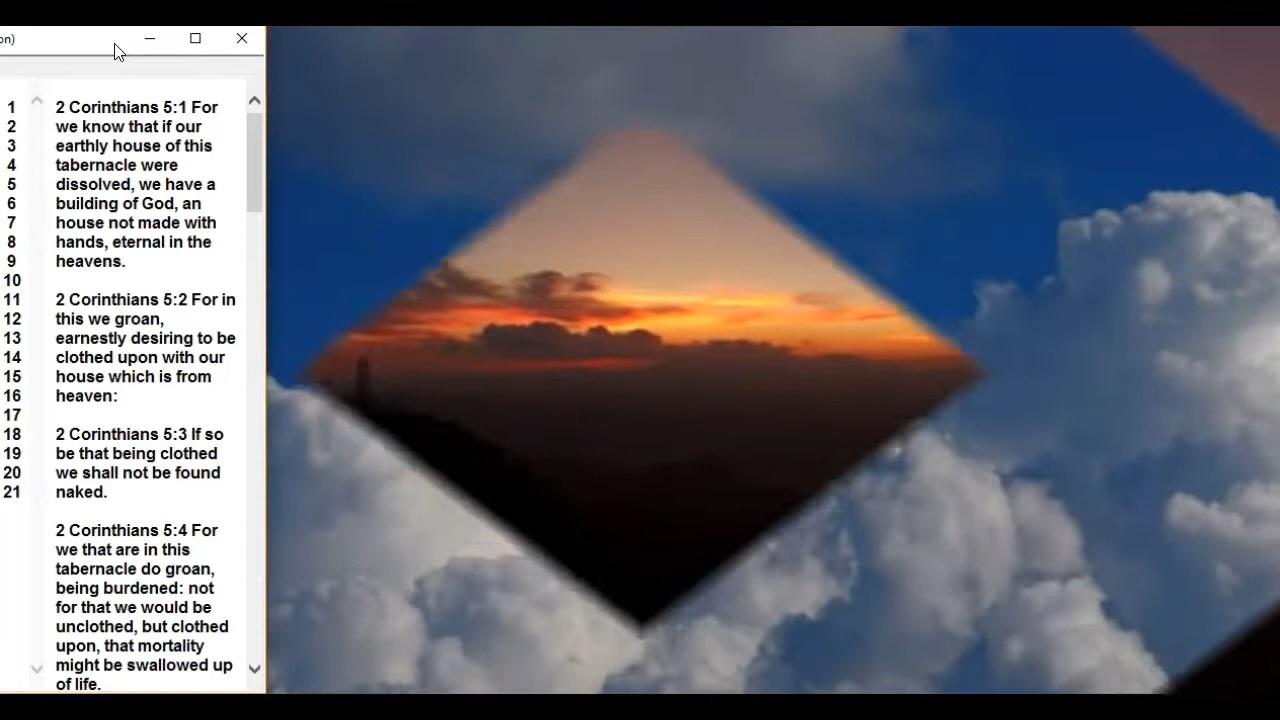 on)
1
2
3
4
5
6
7
8
9
10
11
12
13
14
15
16
17
18
19
20
21
2 Corinthians 5:1 For
we know that if our
earthly house of this
tabernacle were
dissolved, we have a
building of God, an
house not made with
hands, eternal in the
heavens.
2 Corinthians 5:2 For in
this we groan,
earnestly desiring to be
clothed upon with our
house which is from
heaven:
2 Corinthians 5:3 If so
be that being clothed
we shall not be found
naked.
2 Corinthians 5:4 For
we that are in this
tabernacle do groan,
being burdened: not
for that we would be
unclothed, but clothed
upon, that mortality
might be swallowed up
of life.